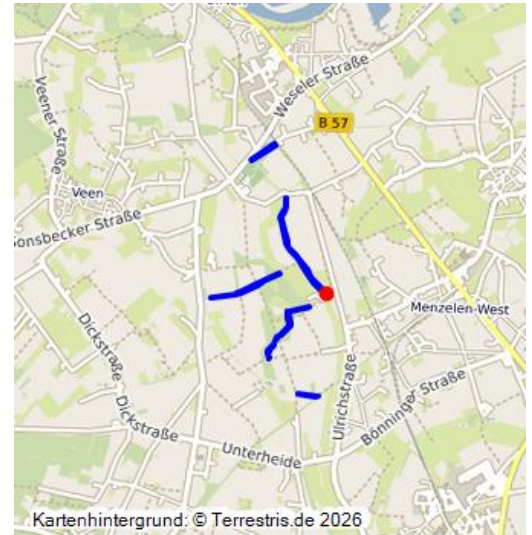 Weseler Straße
B 57
Veener Straße
Veen
Sonsbecker Straße
Menzelen-West
Dickstraße
Dickstraße
Ulrichstraße
Bönninger Straße
Unterheide
Kartenhintergrund: © Terrestris.de 2026